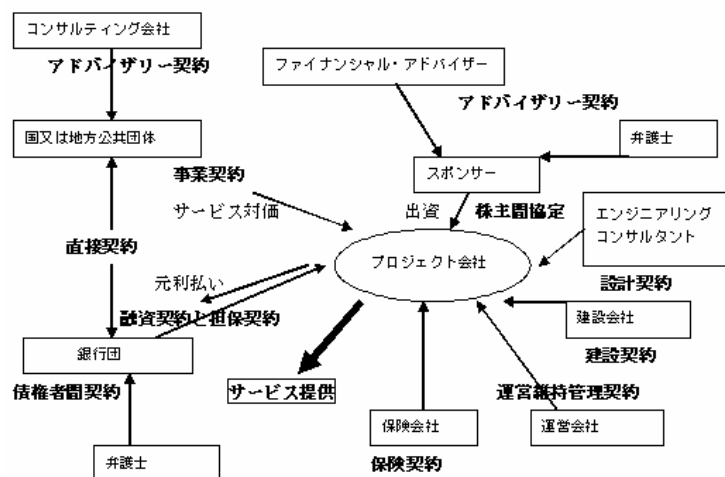 コンサルティング会社
アドバイザリー契約
ファイナンシャル・アドバイザー
アドバイザリー契約
国又は地方公共団体
弁護士
スポンサー
事業契約
サービス対価
出資
株主間協定
エンジニアリング
コンサルタント
直接契約
プロジェクト会社
元利払い
設計契約
融資契約と担保契約
建設会社
銀行団
建設契約
債権者間契約
サービス提供
運営維持管理契約
保険会社
運営会社
弁護士
保険契約